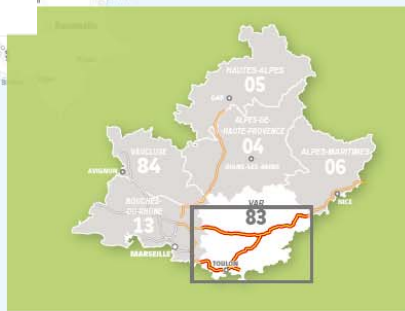 HAUTES-ALPES
05
GAP
ALPES-DE-
HAUTE-PROVENCE
04
DIGNE-LES-BAINS
VAUCLUSE
84
AVIGNON
ALPES-MARITIMES
06
NICE
BOUCHES-
DU-RHÔNE
13
MARSEILLE
VAR
83
TOULON